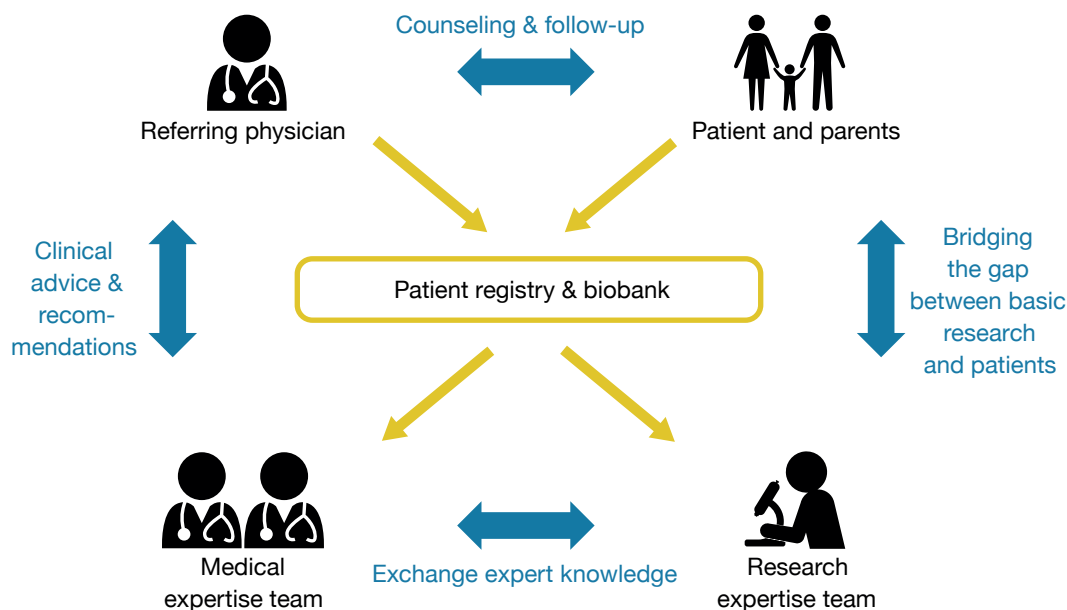 Counseling & follow-up
Referring physician
Patient and parents
Clinical
advice &
recom-
mendations
Bridging
the gap
between basic
research
and patients
Patient registry & biobank
Medical
expertise team
Exchange expert knowledge
Research
expertise team